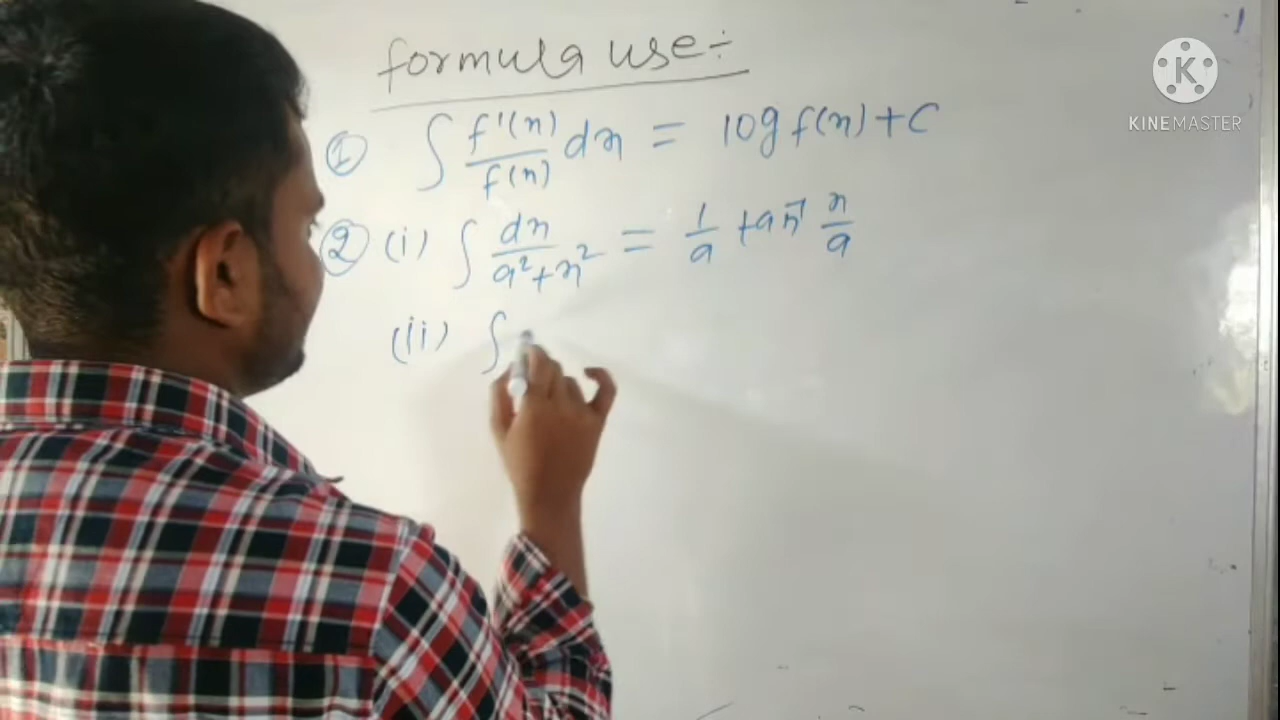 formula use ÷
① ∫ f'(x)/f(x) dx = log f(x) + C
② (i) ∫ dx/a²+x² = 1/a tan⁻¹ x/a
(ii) ∫
KINEMASTER